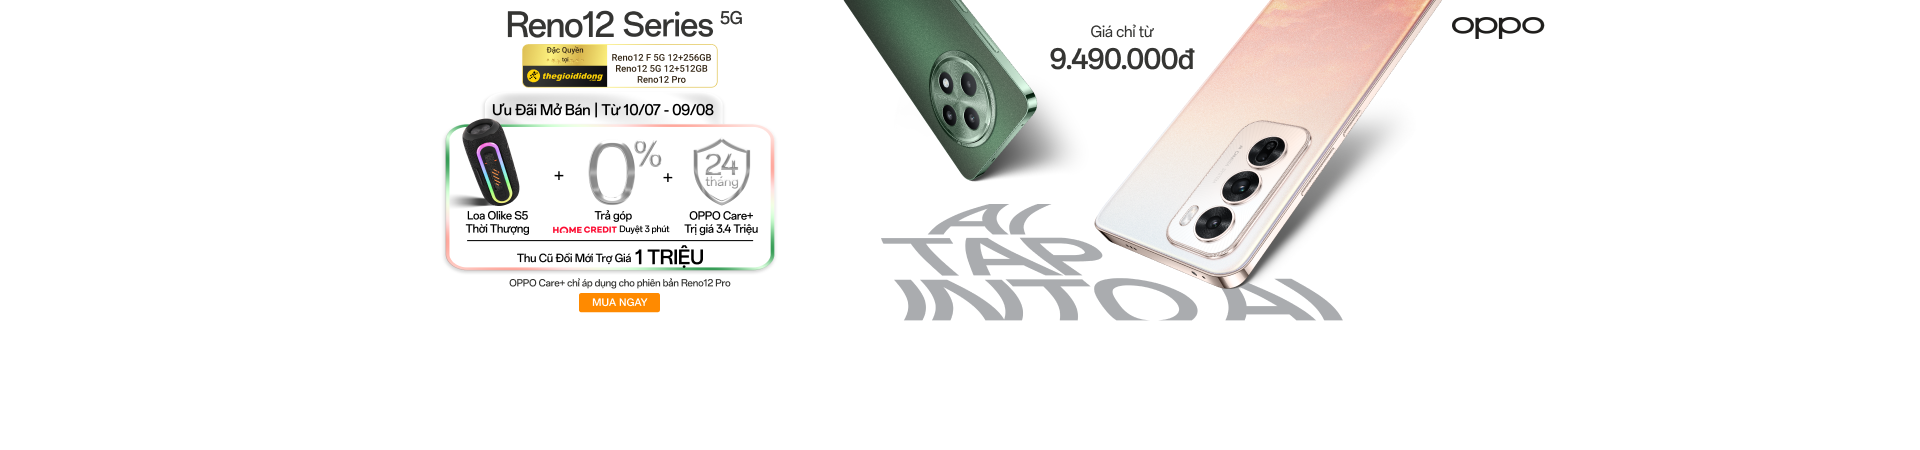 Reno12 Series 5G
Đặc Quyền
tại
thegioididong
Reno12 F 5G 12+256GB
Reno12 5G 12+512GB
Reno12 Pro
Ưu Đãi Mở Bán | Từ 10/07 - 09/08
+
0%
+
24
tháng
Loa Olike S5
Thời Thượng
Trả góp
HOME CREDIT Duyệt 3 phút
OPPO Care+
Trị giá 3.4 Triệu
Thu Cũ Đổi Mới Trợ Giá 1 TRIỆU
OPPO Care+ chỉ áp dụng cho phiên bản Reno12 Pro
MUA NGAY
Giá chỉ từ
9.490.000đ
oppo
AI
TAP
INTO AI